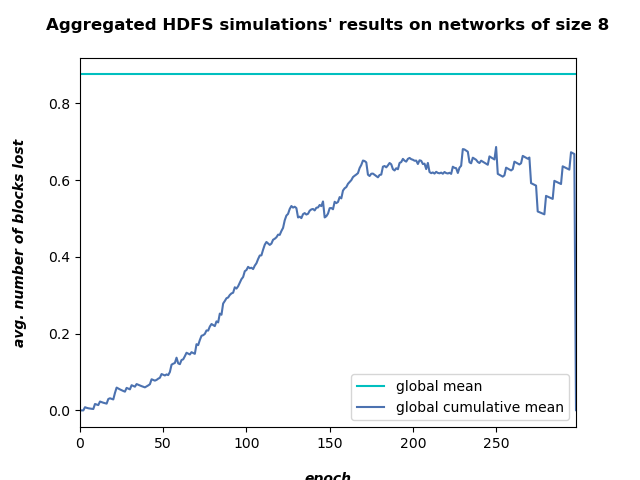 Aggregated HDFS simulations' results on networks of size 8
avg. number of blocks lost
0.8
0.6
0.4
0.2
0.0
global mean
global cumulative mean
0 50 100 150 200 250
epoch